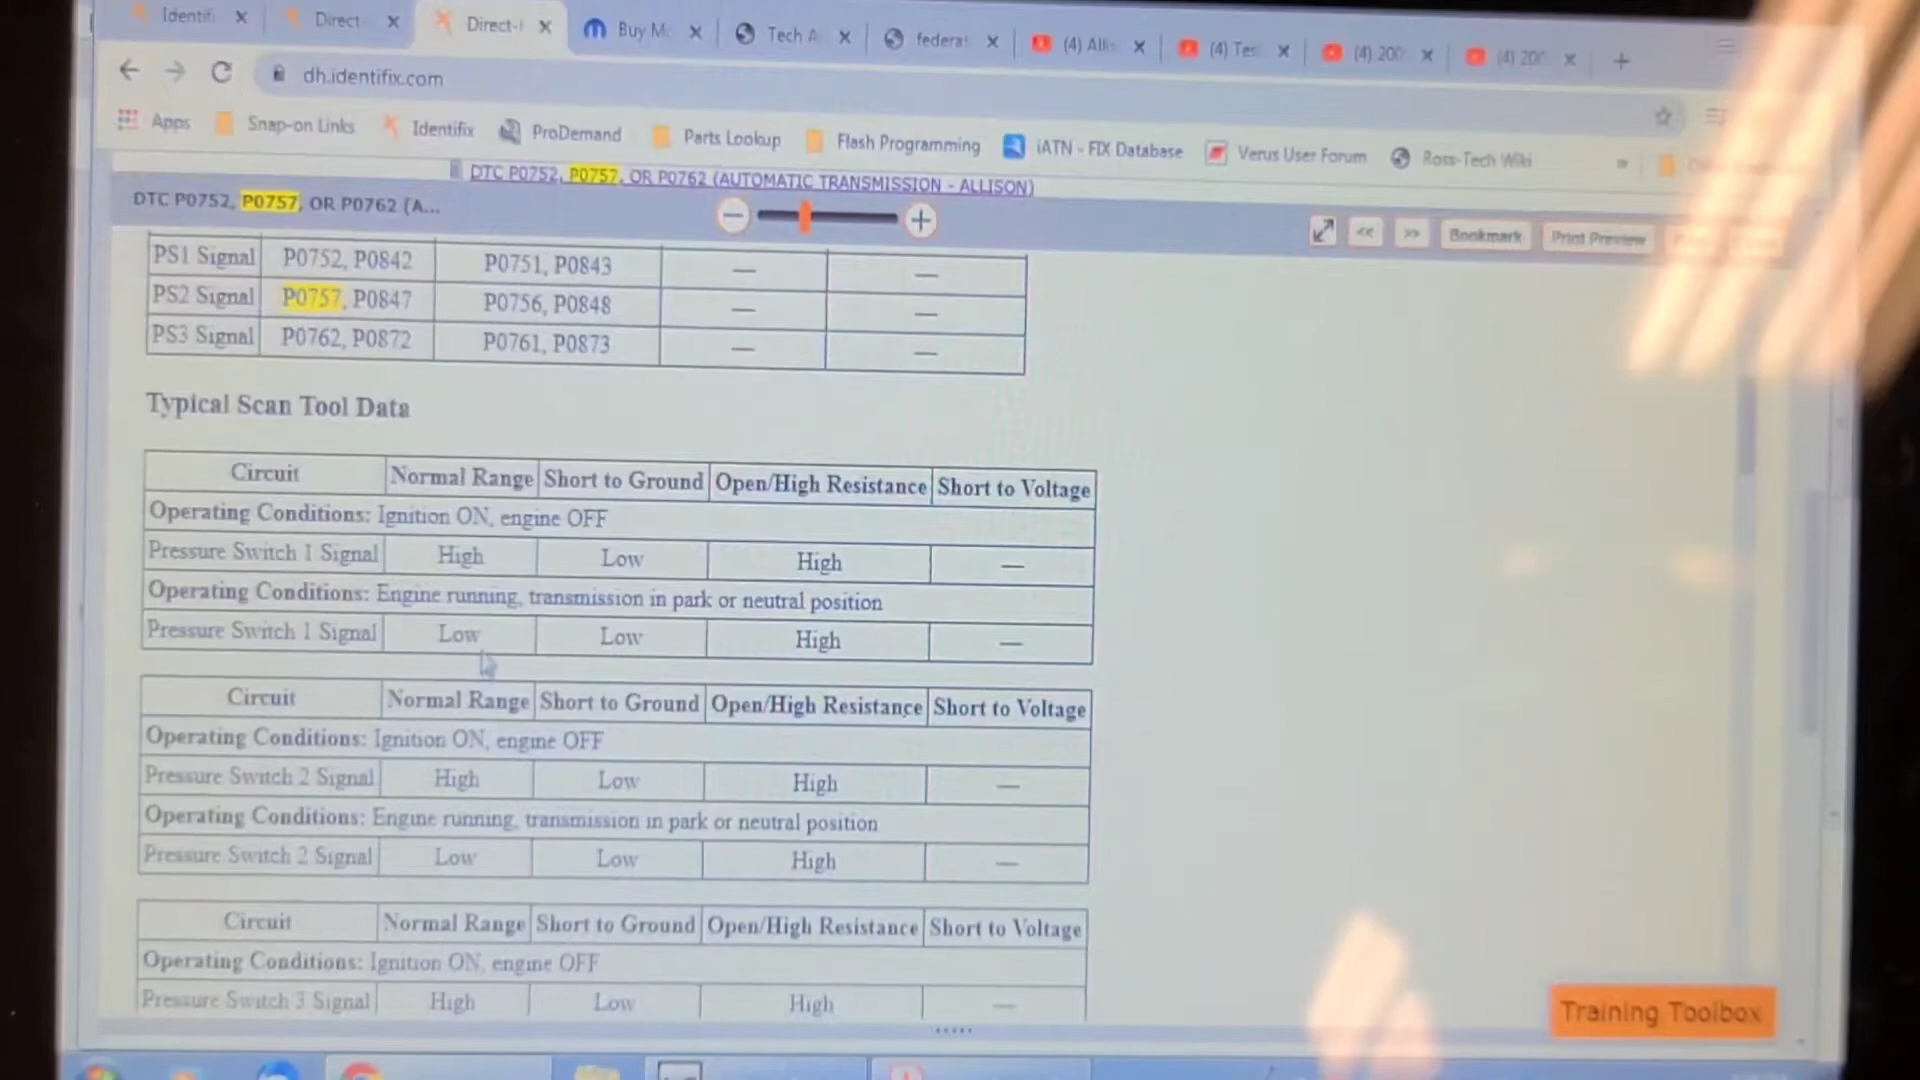 Identifi × Direct × Direct-H × Buy Mo × Tech A × federal × (4) Alli × (4) Tes × (4) 200 × (4) 200 × +
dh.identifix.com
Apps Snap-on Links Identifix ProDemand Parts Lookup Flash Programming iATN - FIX Database Verus User Forum Ross-Tech Wiki »
DTC P0752, P0757, OR P0762 (AUTOMATIC TRANSMISSION - ALLISON)
DTC P0752, P0757, OR P0762 (A...
<< >> Bookmark Print Preview
PS1 Signal P0752, P0842 P0751, P0843 — —
PS2 Signal P0757, P0847 P0756, P0848 — —
PS3 Signal P0762, P0872 P0761, P0873 — —
Typical Scan Tool Data
Circuit Normal Range Short to Ground Open/High Resistance Short to Voltage
Operating Conditions: Ignition ON, engine OFF
Pressure Switch 1 Signal High Low High —
Operating Conditions: Engine running, transmission in park or neutral position
Pressure Switch 1 Signal Low Low High —
Circuit Normal Range Short to Ground Open/High Resistance Short to Voltage
Operating Conditions: Ignition ON, engine OFF
Pressure Switch 2 Signal High Low High —
Operating Conditions: Engine running, transmission in park or neutral position
Pressure Switch 2 Signal Low Low High —
Circuit Normal Range Short to Ground Open/High Resistance Short to Voltage
Operating Conditions: Ignition ON, engine OFF
Pressure Switch 3 Signal High Low High —
Training Toolbox